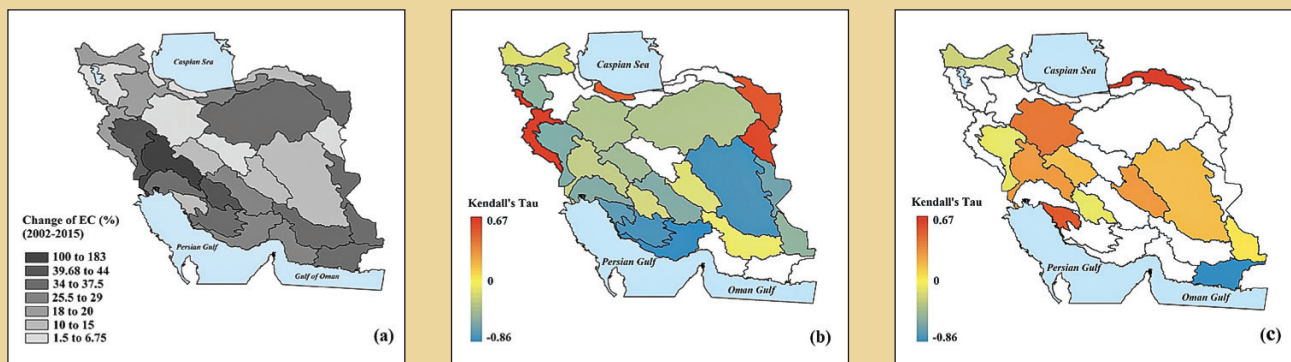 Caspian Sea
Change of EC (%)
(2002-2015)
100 to 183
39.68 to 44
34 to 37.5
25.5 to 29
18 to 20
10 to 15
1.5 to 6.75
Persian Gulf
Gulf of Oman
(a)
Caspian Sea
Kendall's Tau
0.67
0
-0.86
Persian Gulf
Oman Gulf
(b)
Caspian Sea
Kendall's Tau
0.67
0
-0.86
Persian Gulf
Oman Gulf
(c)